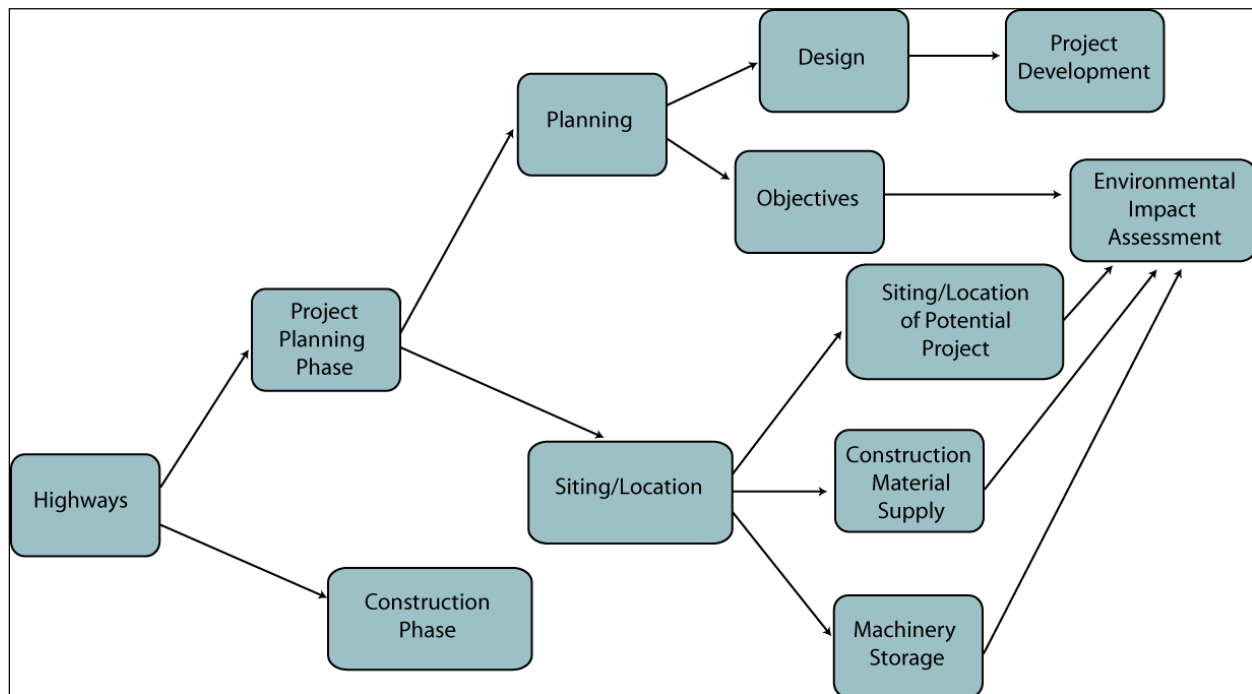 Design
Project
Development
Planning
Objectives
Environmental
Impact
Assessment
Project
Planning
Phase
Siting/Location
of Potential
Project
Highways
Siting/Location
Construction
Material
Supply
Construction
Phase
Machinery
Storage